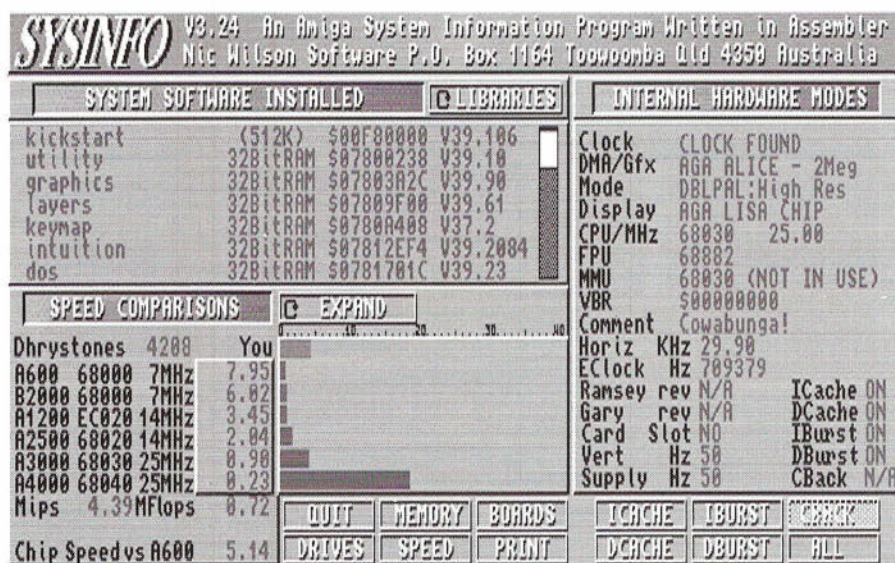 SYSINFO V3.24 An Amiga System Information Program Written in Assembler
Nic Wilson Software P.O. Box 1164 Toowoomba Qld 4350 Australia
SYSTEM SOFTWARE INSTALLED LIBRARIES
kickstart (512K) $00F80000 V39.106
utility 32BitRAM $07800238 V39.10
graphics 32BitRAM $07803A2C V39.90
layers 32BitRAM $07809F00 V39.61
keymap 32BitRAM $0780A408 V37.2
intuition 32BitRAM $07812EF4 V39.2084
dos 32BitRAM $0781701C V39.23
SPEED COMPARISONS EXPAND
10 20 30 40
Dhrystones 4208 You
A600 68000 7MHz 7.95
B2000 68000 7MHz 6.02
A1200 EC020 14MHz 3.45
A2500 68020 14MHz 2.04
A3000 68030 25MHz 0.90
A4000 68040 25MHz 0.23
Mips 4.39 MFlops 0.72
Chip Speed vs A600 5.14
QUIT MEMORY BOARDS
DRIVES SPEED PRINT
INTERNAL HARDWARE MODES
Clock CLOCK FOUND
DMA/Gfx AGA ALICE - 2Meg
Mode DBLPAL:High Res
Display AGA LISA CHIP
CPU/MHz 68030 25.00
FPU 68882
MMU 68030 (NOT IN USE)
VBR $00000000
Comment Cowabunga!
Horiz KHz 29.90
EClock Hz 709379
Ramsey rev N/A ICache ON
Gary rev N/A DCache ON
Card Slot NO IBurst ON
Vert Hz 50 DBurst ON
Supply Hz 50 CBack N/A
ICACHE IBURST CBACK
DCACHE DBURST ALL